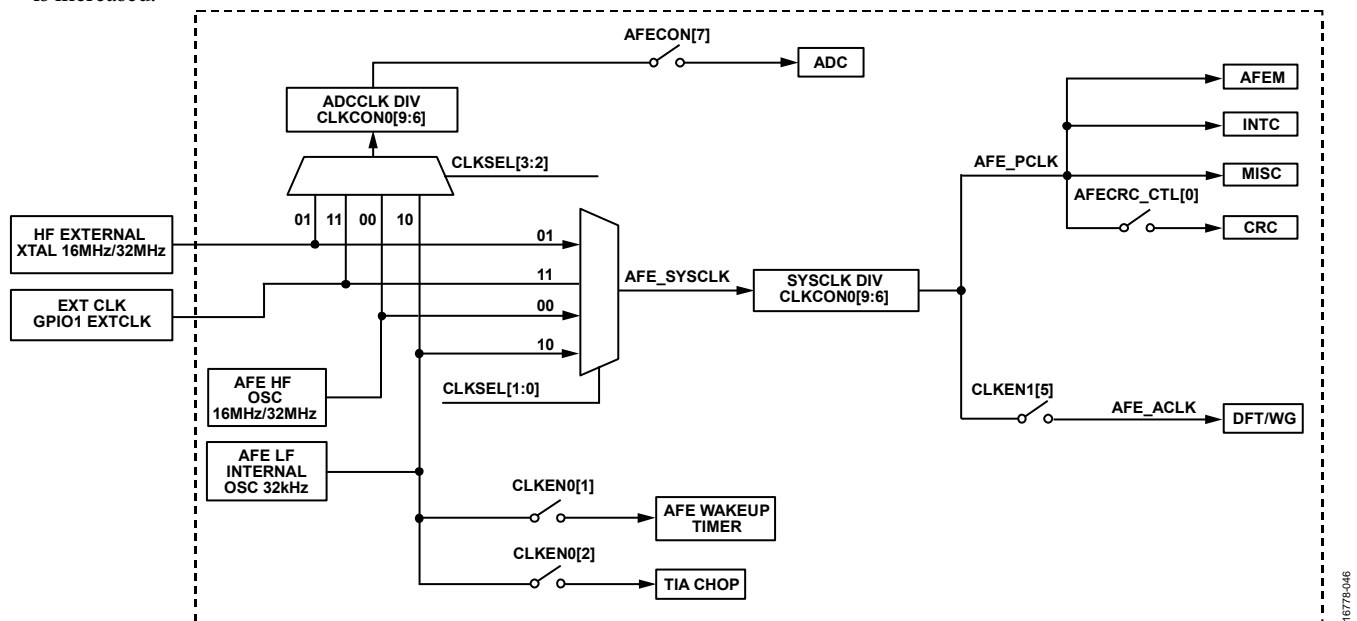 is increased.
AFECON[7]
ADC
ADCCLK DIV
CLKCON0[9:6]
CLKSEL[3:2]
01 11 00 10
HF EXTERNAL
XTAL 16MHz/32MHz
EXT CLK
GPIO1 EXTCLK
AFE HF
OSC
16MHz/32MHz
AFE LF
INTERNAL
OSC 32kHz
01
11
00
10
CLKSEL[1:0]
AFE_SYSCLK
SYSCLK DIV
CLKCON0[9:6]
AFE_PCLK
AFEM
INTC
MISC
AFECRC_CTL[0]
CRC
CLKEN1[5]
AFE_ACLK
DFT/WG
CLKEN0[1]
AFE WAKEUP
TIMER
CLKEN0[2]
TIA CHOP
16778-046